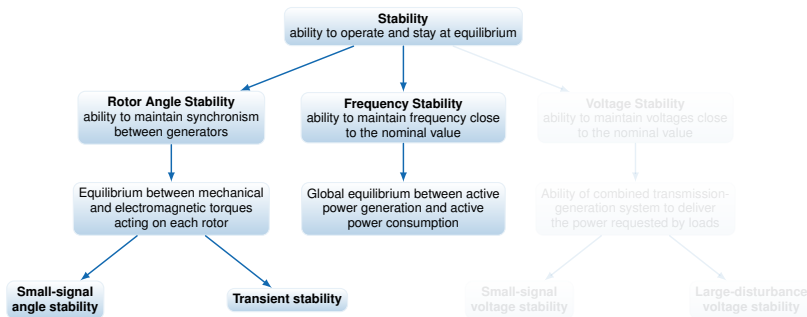 Stability
ability to operate and stay at equilibrium
Rotor Angle Stability
ability to maintain synchronism
between generators
Frequency Stability
ability to maintain frequency close
to the nominal value
Voltage Stability
ability to maintain voltages close
to the nominal value
Equilibrium between mechanical
and electromagnetic torques
acting on each rotor
Global equilibrium between active
power generation and active
power consumption
Ability of combined transmission-
generation system to deliver
the power requested by loads
Small-signal
angle stability
Transient stability
Small-signal
voltage stability
Large-disturbance
voltage stability